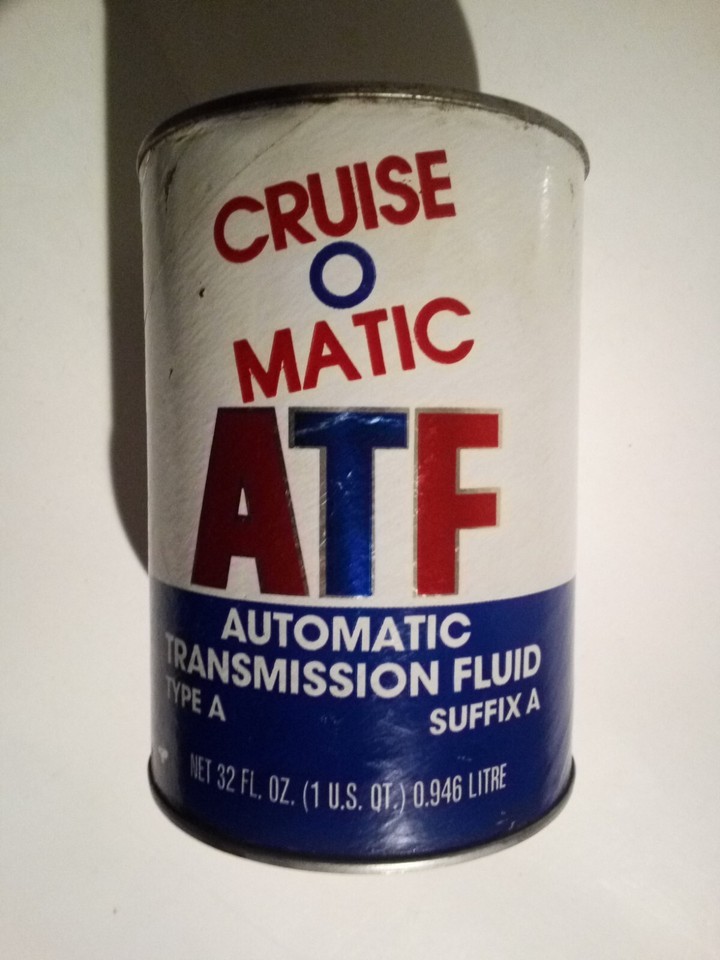 CRUISE
O
MATIC
ATF
AUTOMATIC
TRANSMISSION FLUID
TYPE A SUFFIX A
NET 32 FL. OZ. (1 U.S. QT.) 0.946 LITRE